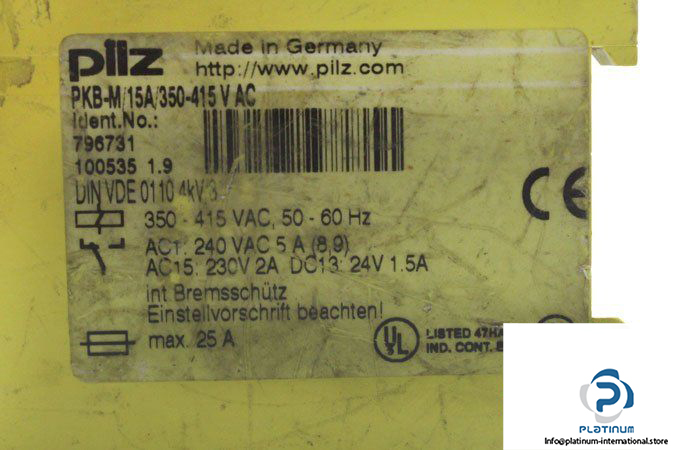 pilz
Made in Germany
http://www.pilz.com
PKB-M/15A/350-415 V AC
Ident.No.:
796731
100535 1.9
DIN VDE 0110 4kV 3
350 - 415 VAC, 50 - 60 Hz
AC1: 240 VAC 5 A (8,9)
AC15: 230V 2A DC13: 24V 1.5A
int Bremsschütz
Einstellvorschrift beachten!
max. 25 A
CE
UL
LISTED 47HA
IND. CONT.
PLATINUM
Info@platinum-international.store